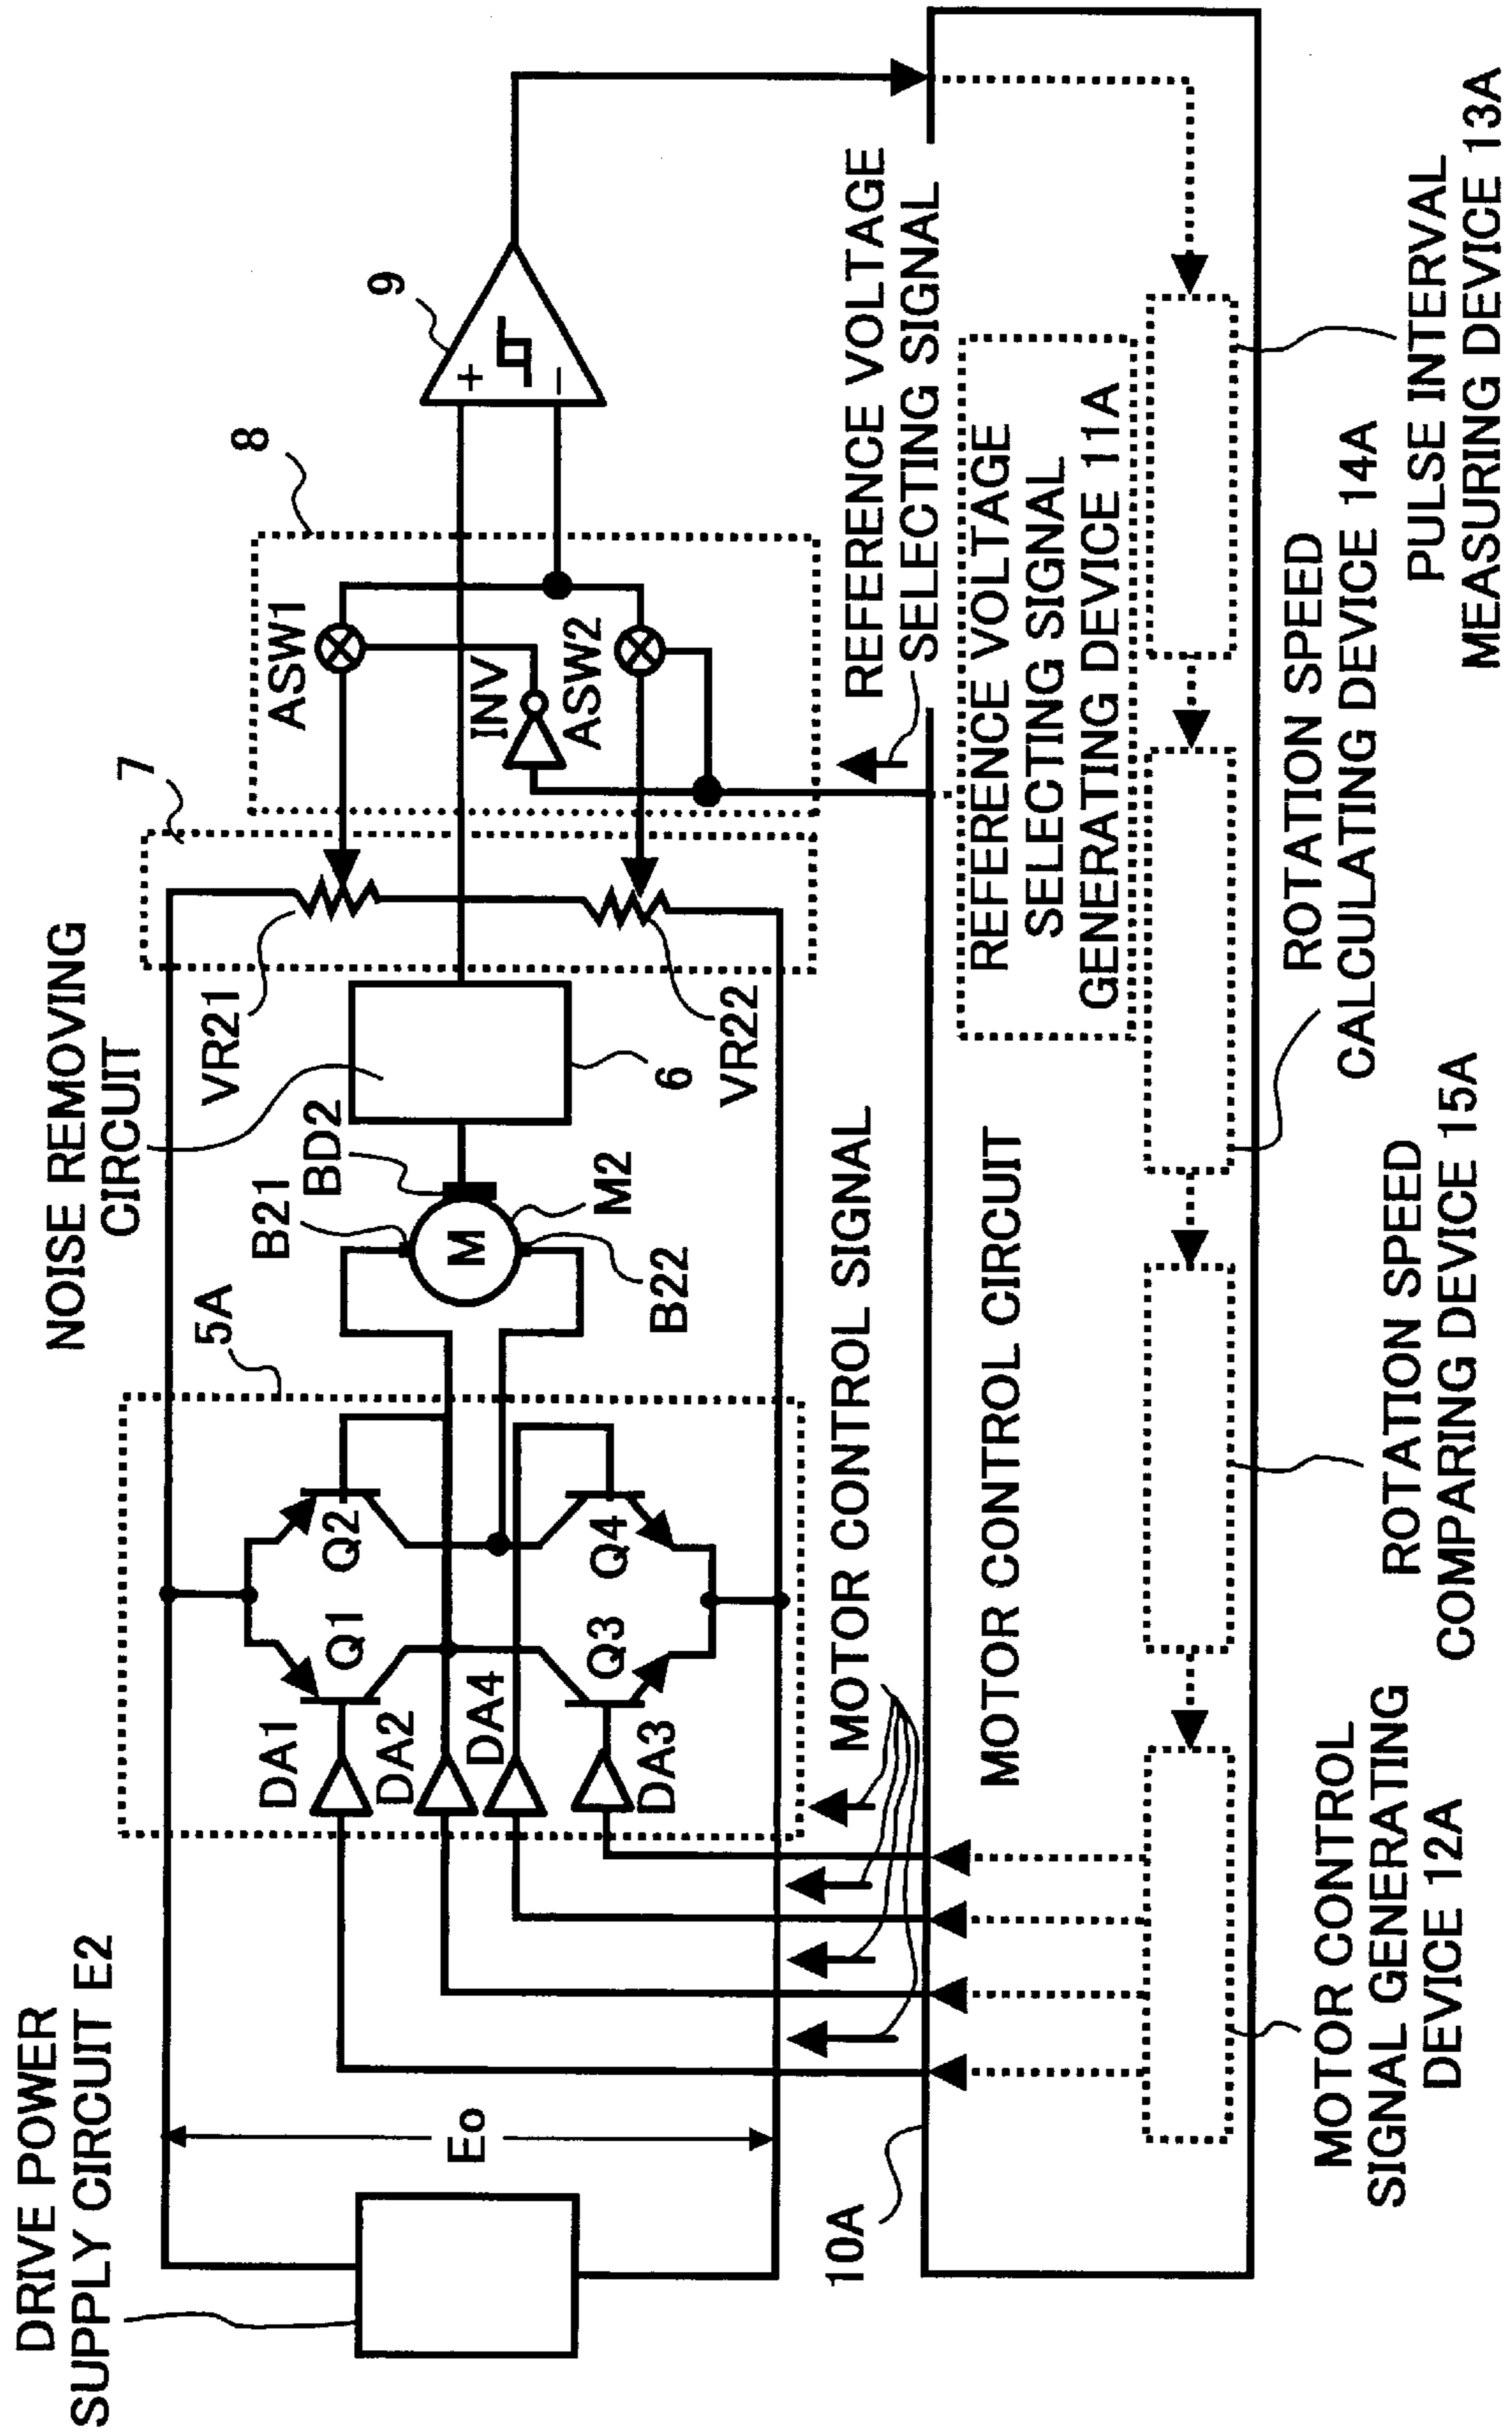 DRIVE POWER
SUPPLY CIRCUIT E2
Eo
5A
DA1
DA2
DA4
DA3
Q1
Q2
Q3
Q4
NOISE REMOVING
CIRCUIT
B21
BD2
M
M2
B22
6
VR21
VR22
7
8
ASW1
INV
ASW2
9
+
−
REFERENCE VOLTAGE
SELECTING SIGNAL
MOTOR CONTROL SIGNAL
10A
MOTOR CONTROL CIRCUIT
REFERENCE VOLTAGE
SELECTING SIGNAL
GENERATING DEVICE 11A
MOTOR CONTROL
SIGNAL GENERATING
DEVICE 12A
ROTATION SPEED
COMPARING DEVICE 15A
ROTATION SPEED
CALCULATING DEVICE 14A
PULSE INTERVAL
MEASURING DEVICE 13A